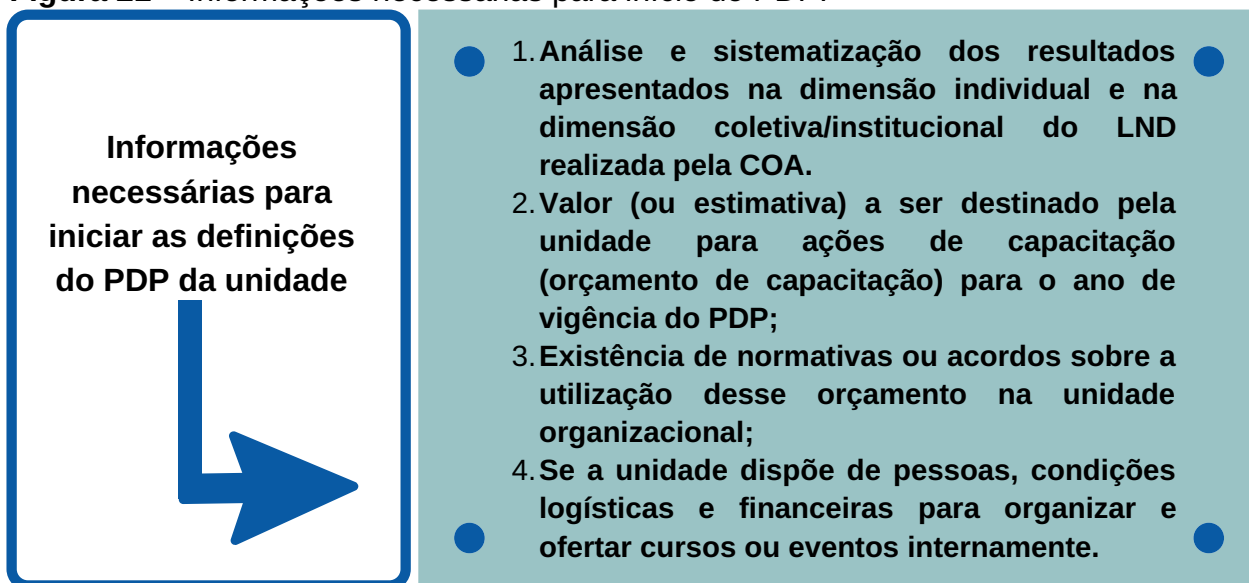 Informações
necessárias para
iniciar as definições
do PDP da unidade
1. Análise e sistematização dos resultados
apresentados na dimensão individual e na
dimensão coletiva/institucional do LND
realizada pela COA.
2. Valor (ou estimativa) a ser destinado pela
unidade para ações de capacitação
(orçamento de capacitação) para o ano de
vigência do PDP;
3. Existência de normativas ou acordos sobre a
utilização desse orçamento na unidade
organizacional;
4. Se a unidade dispõe de pessoas, condições
logísticas e financeiras para organizar e
ofertar cursos ou eventos internamente.